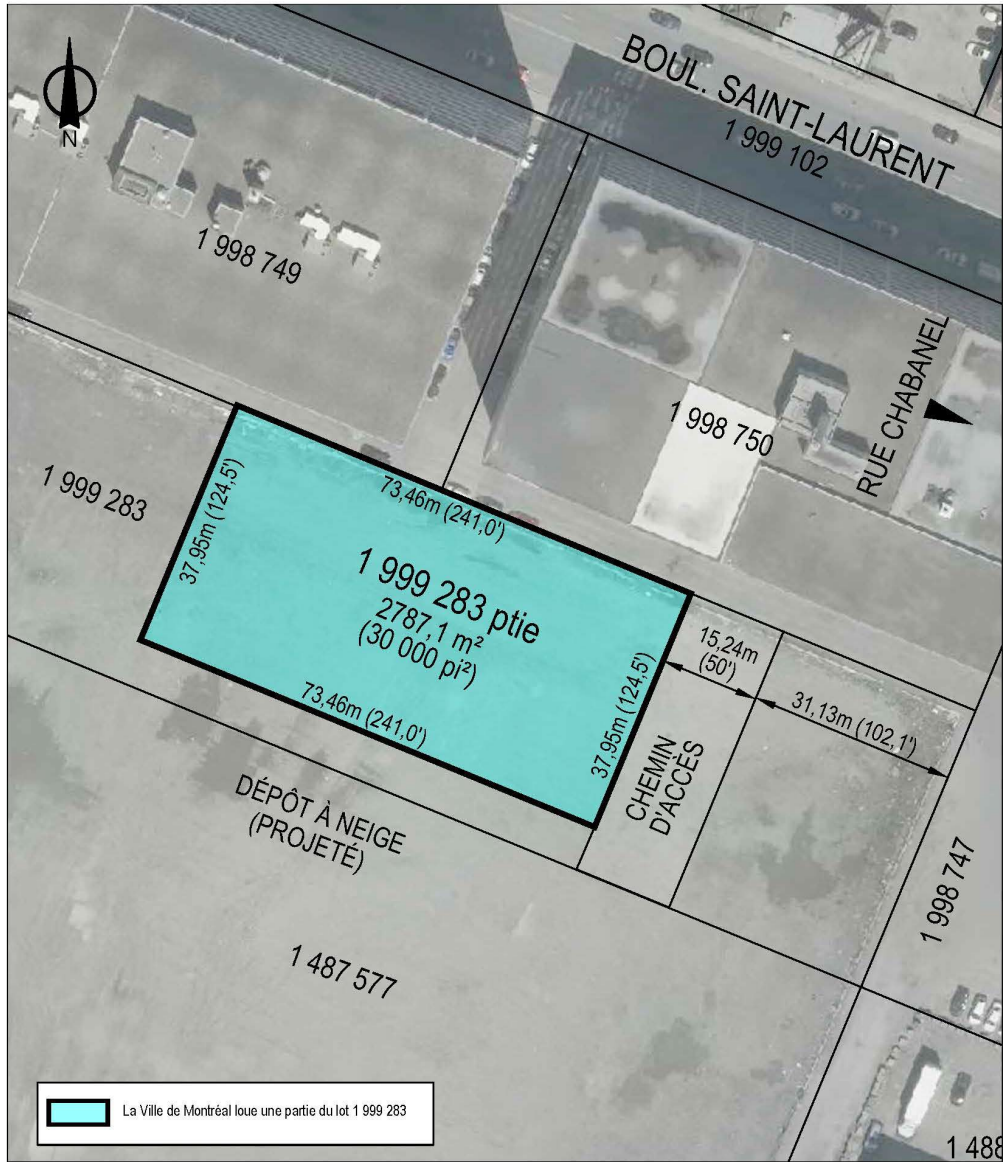 N
BOUL. SAINT-LAURENT
1 999 102
1 998 749
1 998 750
RUE CHABANEL
1 999 283
37,95m (124,5')
73,46m (241,0')
1 999 283 ptie
2787,1 m²
(30 000 pi²)
73,46m (241,0')
37,95m (124,5')
15,24m
(50')
31,13m (102,1')
CHEMIN
D'ACCÈS
DÉPÔT À NEIGE
(PROJETÉ)
1 998 747
1 487 577
La Ville de Montréal loue une partie du lot 1 999 283
1 488